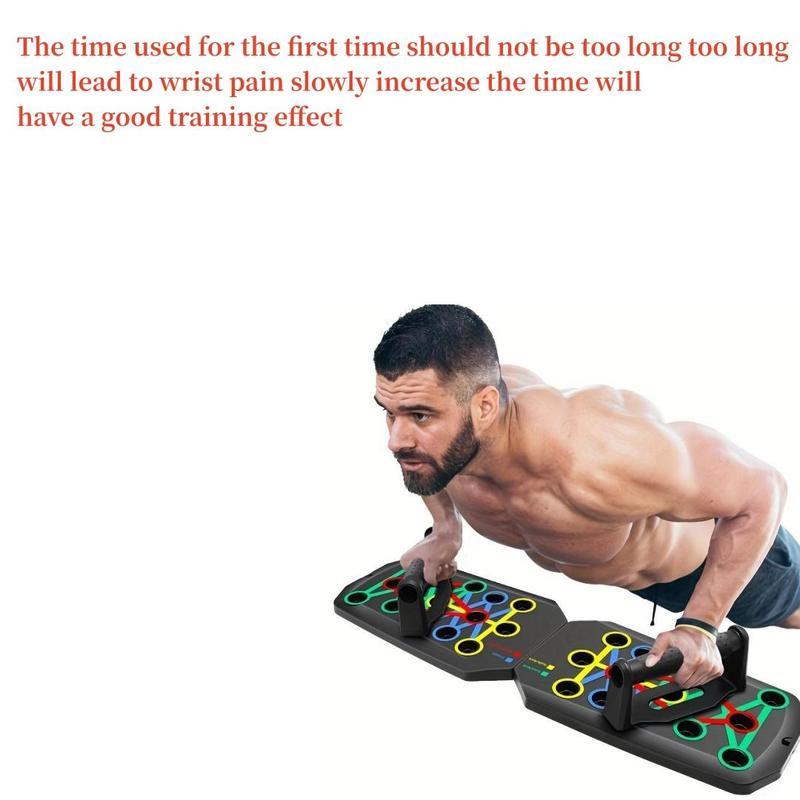 The time used for the first time should not be too long too long
will lead to wrist pain slowly increase the time will
have a good training effect